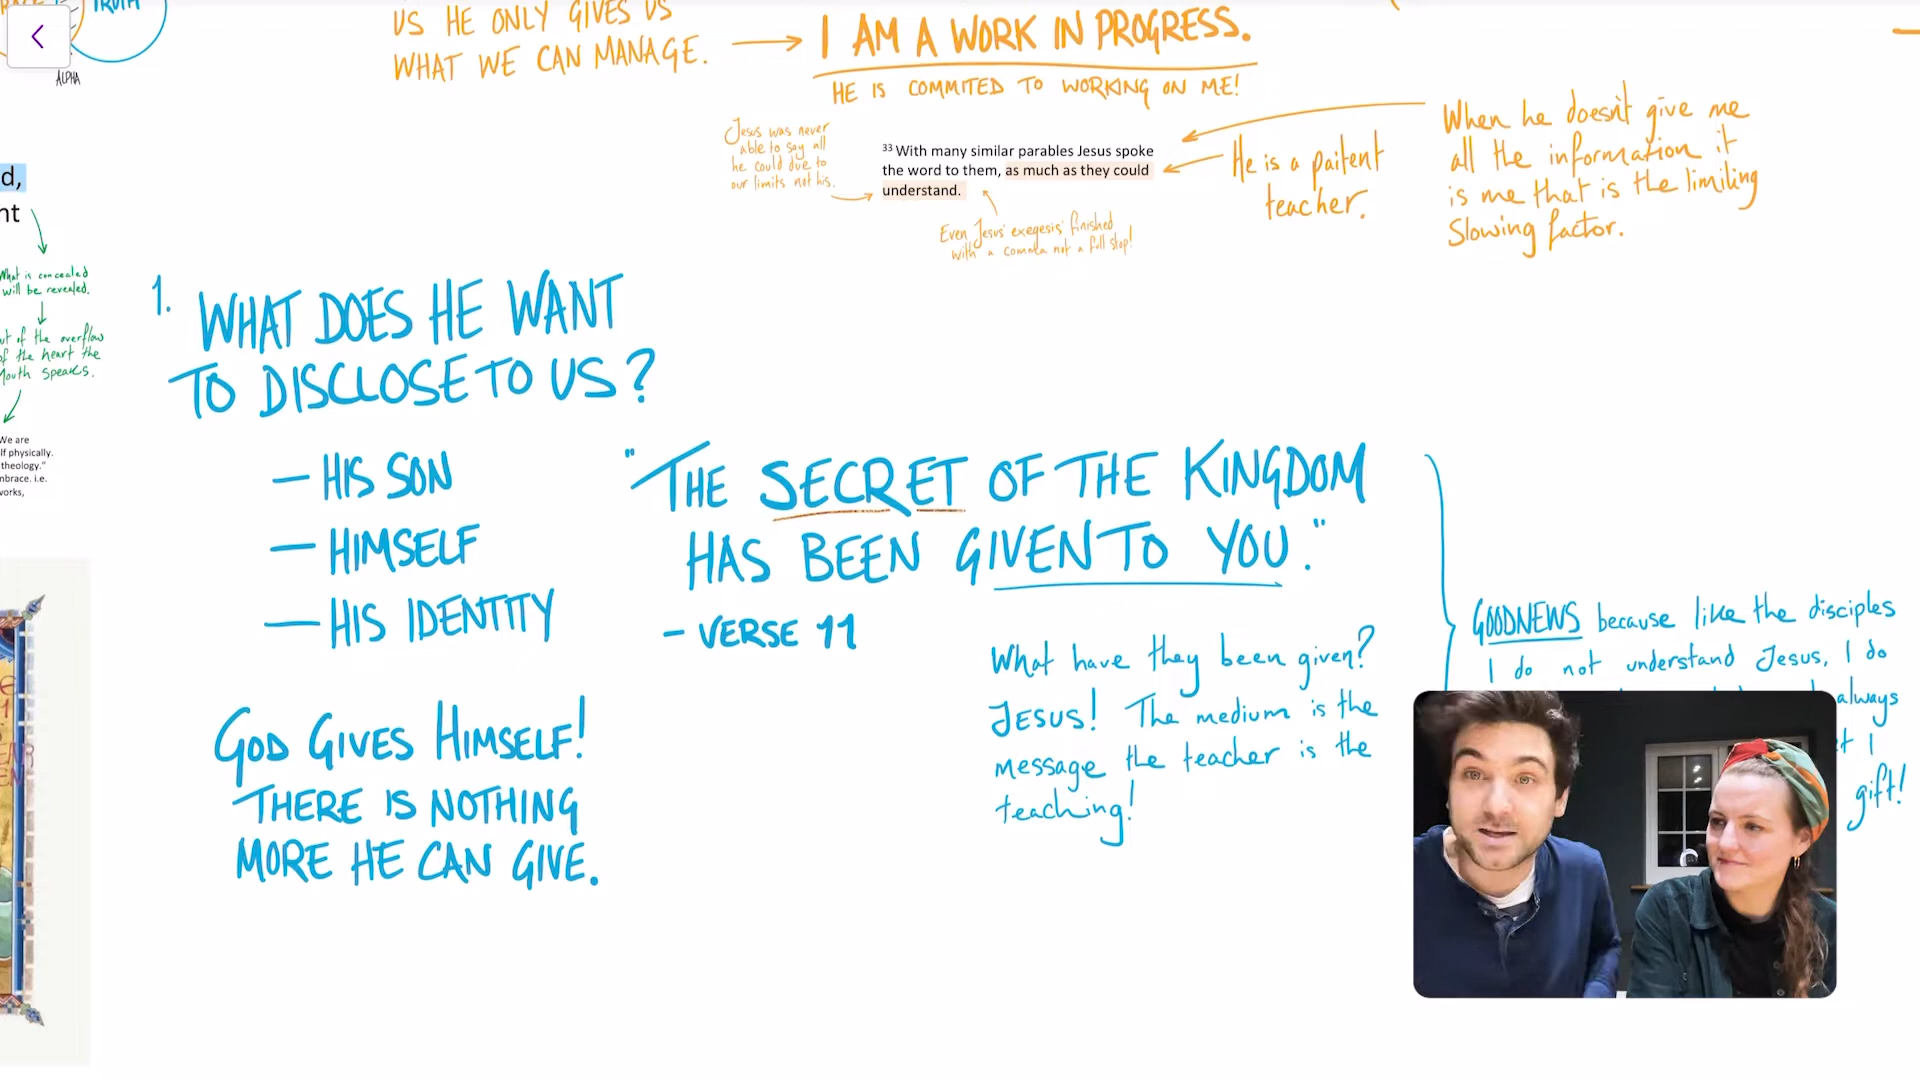 TRUTH
ALPHA
US HE ONLY GIVES US
WHAT WE CAN MANAGE.
I AM A WORK IN PROGRESS.
HE IS COMMITED TO WORKING ON ME!
Jesus was never
able to say all
he could due to
our limits not his.
33 With many similar parables Jesus spoke
the word to them, as much as they could
understand.
Even Jesus' exegesis finished
with a comma not a full stop!
He is a paitent
teacher.
When he doesn't give me
all the information it
is me that is the limiting
Slowing factor.
d,
nt
What is concealed
will be revealed.
ut of the overflow
of the heart the
Mouth speaks.
We are
lf physically.
theology."
mbrace. i.e.
works,
1. WHAT DOES HE WANT
TO DISCLOSE TO US?
– HIS SON
– HIMSELF
– HIS IDENTITY
GOD GIVES HIMSELF!
THERE IS NOTHING
MORE HE CAN GIVE.
"THE SECRET OF THE KINGDOM
HAS BEEN GIVEN TO YOU."
– VERSE 11
What have they been given?
JESUS! The medium is the
message the teacher is the
teaching!
GOODNEWS because like the disciples
I do not understand Jesus, I do
always
t I
gift!